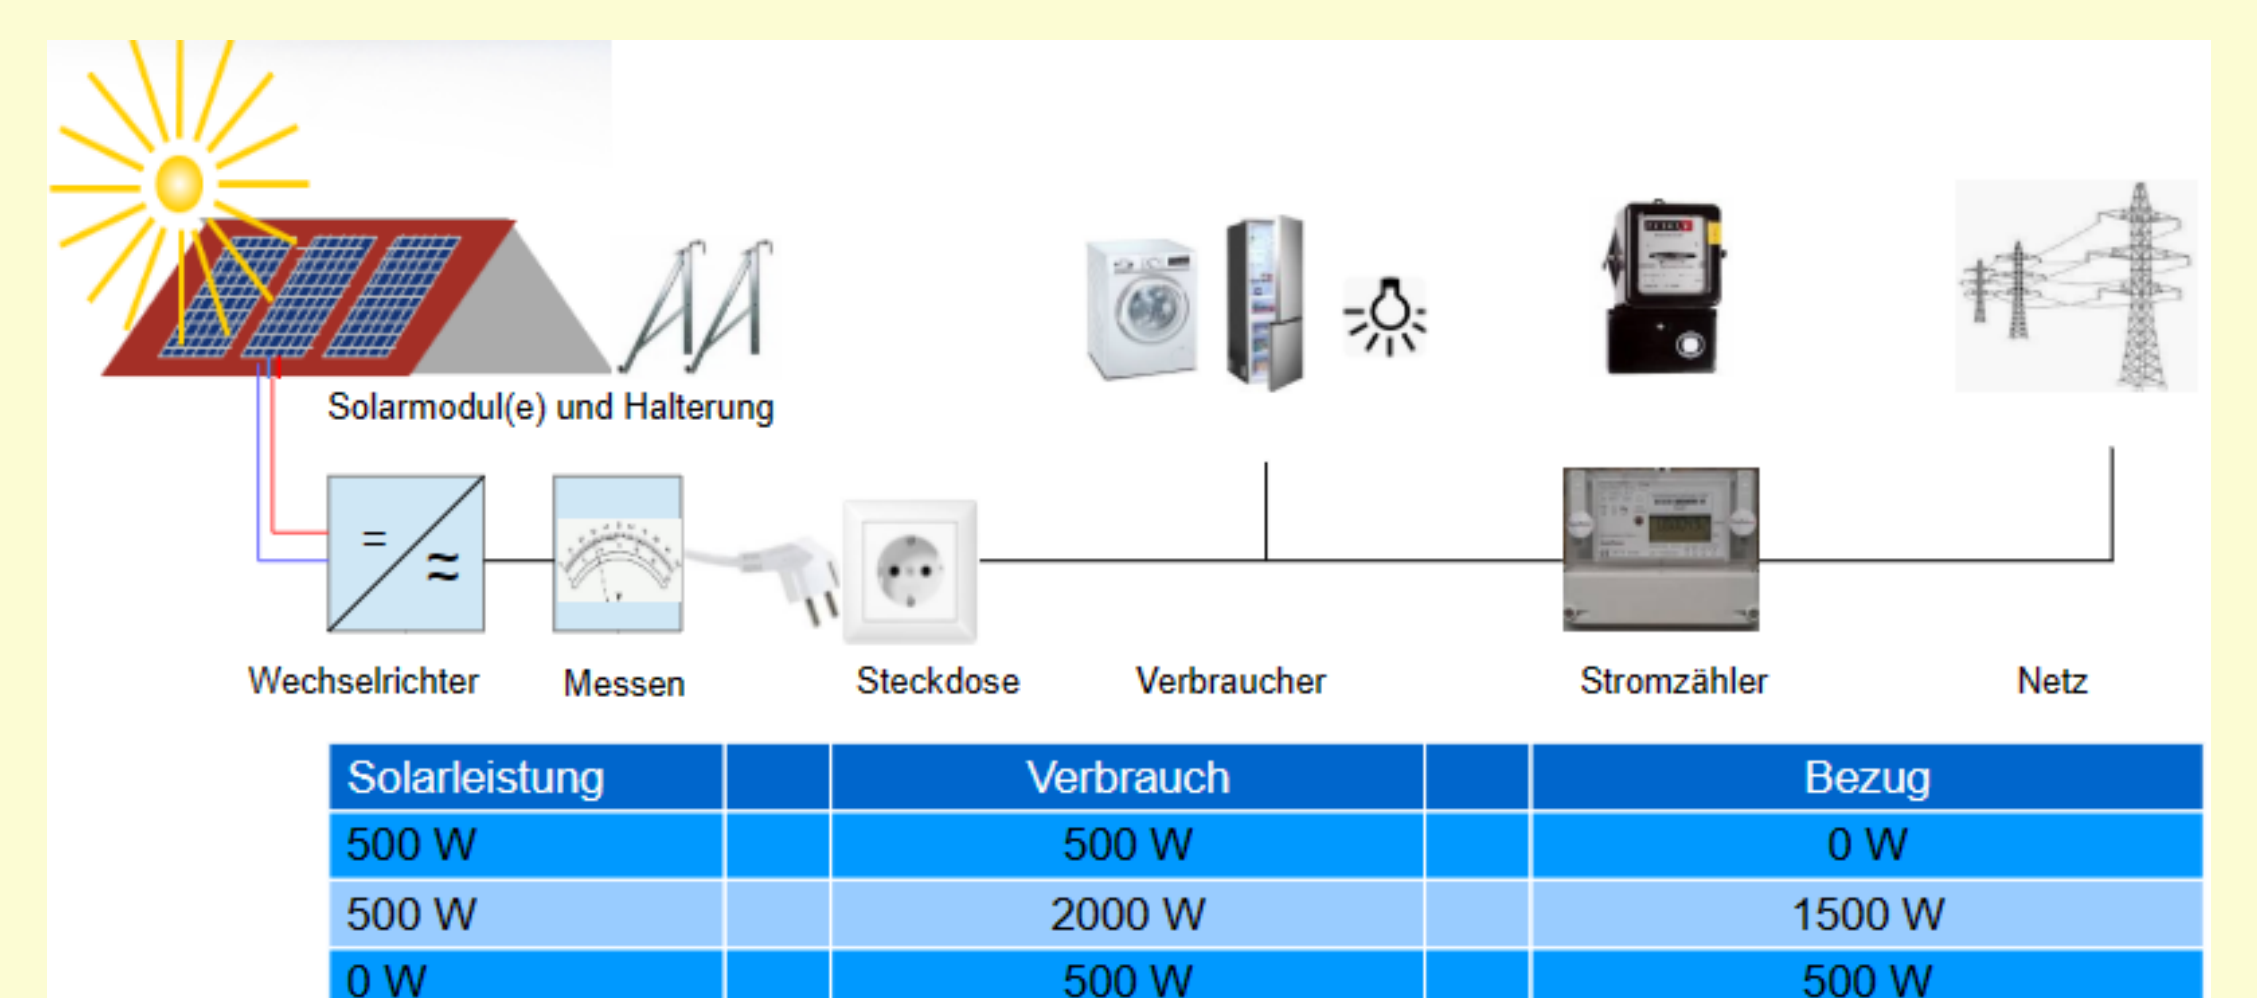 Solarmodul(e) und Halterung
=
≈
Wechselrichter
Messen
Steckdose
Verbraucher
Stromzähler
Netz
Solarleistung Verbrauch Bezug
500 W 500 W 0 W
500 W 2000 W 1500 W
0 W 500 W 500 W